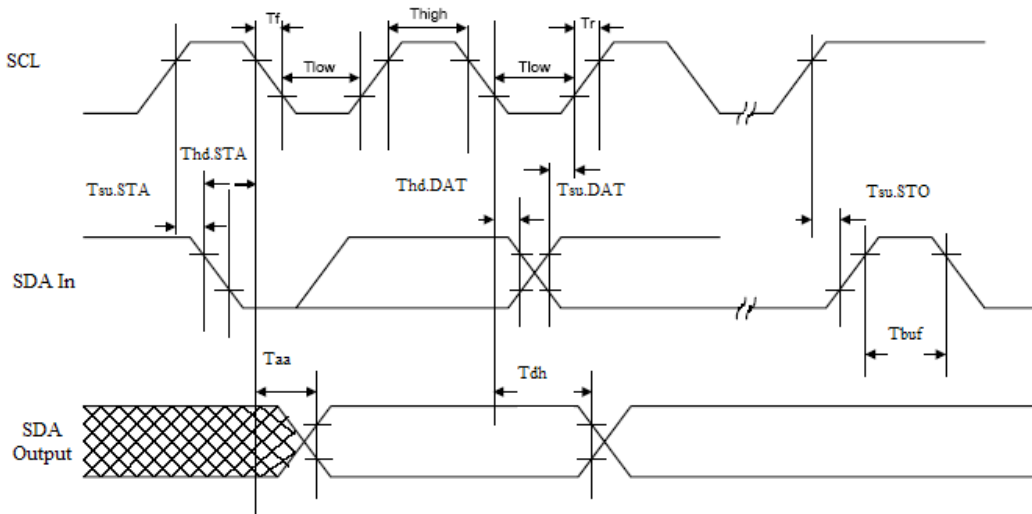 Tf
Thigh
Tr
SCL
Tlow
Tlow
Thd.STA
Tsu.STA
Thd.DAT
Tsu.DAT
Tsu.STO
SDA In
Tbuf
Taa
Tdh
SDA
Output